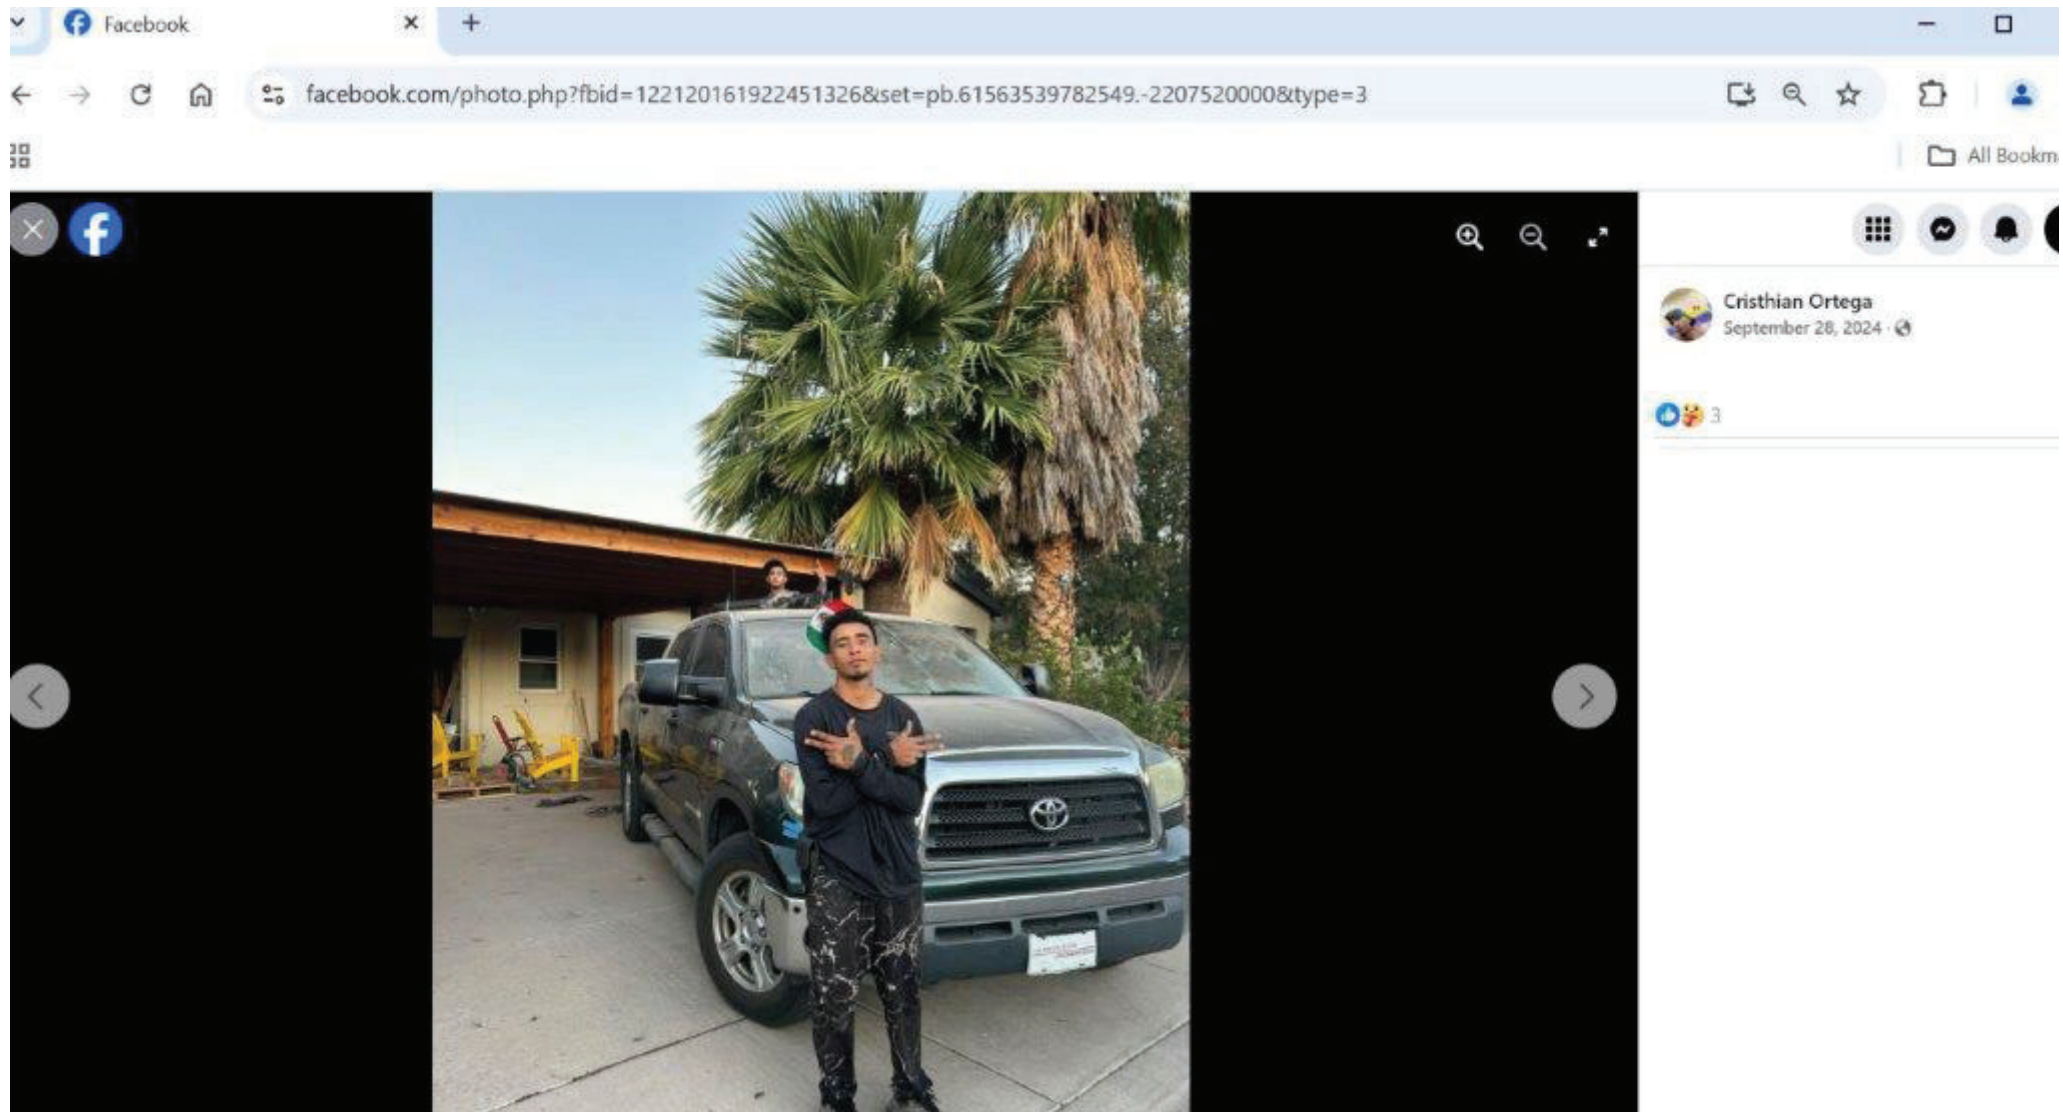 Facebook
facebook.com/photo.php?fbid=122120161922451326&set=pb.61563539782549.-2207520000&type=3
All Bookm
Cristhian Ortega
September 28, 2024
3